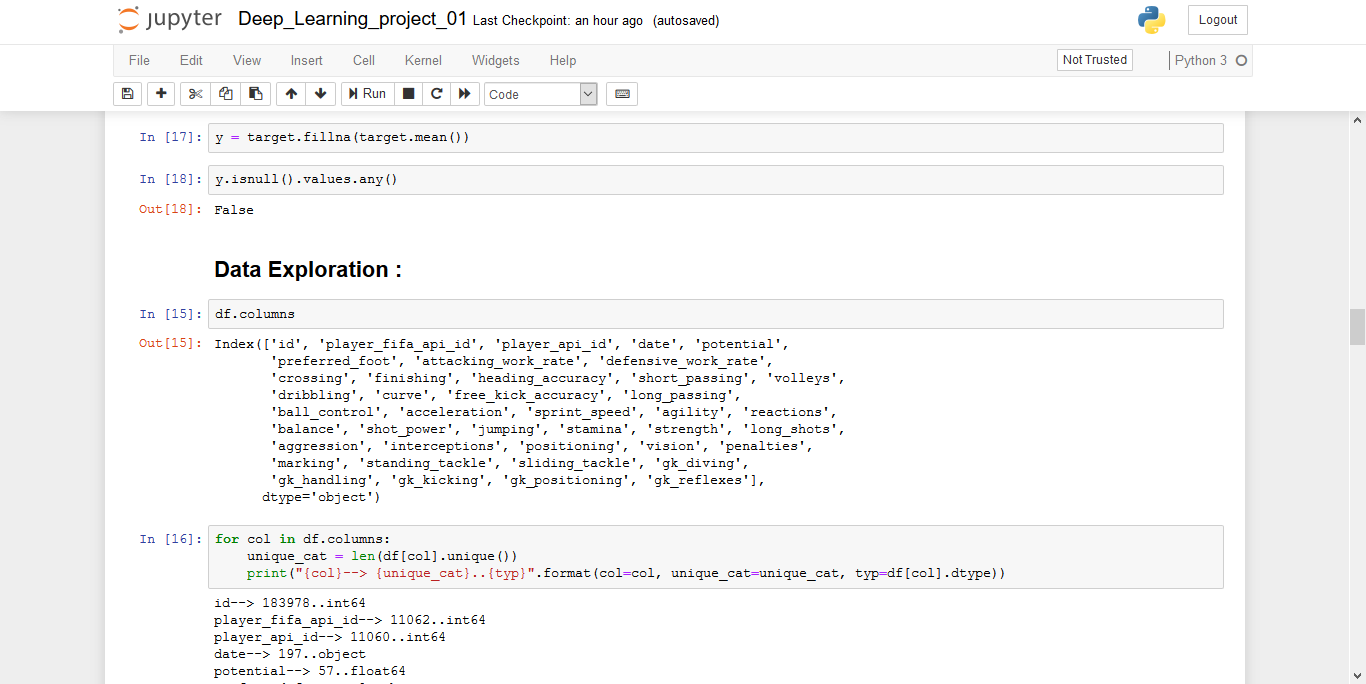 jupyter Deep_Learning_project_01 Last Checkpoint: an hour ago (autosaved) Logout
File Edit View Insert Cell Kernel Widgets Help Not Trusted Python 3
Run Code
In [17]: y = target.fillna(target.mean())
In [18]: y.isnull().values.any()
Out[18]: False
Data Exploration :
In [15]: df.columns
Out[15]: Index(['id', 'player_fifa_api_id', 'player_api_id', 'date', 'potential',
'preferred_foot', 'attacking_work_rate', 'defensive_work_rate',
'crossing', 'finishing', 'heading_accuracy', 'short_passing', 'volleys',
'dribbling', 'curve', 'free_kick_accuracy', 'long_passing',
'ball_control', 'acceleration', 'sprint_speed', 'agility', 'reactions',
'balance', 'shot_power', 'jumping', 'stamina', 'strength', 'long_shots',
'aggression', 'interceptions', 'positioning', 'vision', 'penalties',
'marking', 'standing_tackle', 'sliding_tackle', 'gk_diving',
'gk_handling', 'gk_kicking', 'gk_positioning', 'gk_reflexes'],
dtype='object')
In [16]: for col in df.columns:
unique_cat = len(df[col].unique())
print("{col}--> {unique_cat}..{typ}".format(col=col, unique_cat=unique_cat, typ=df[col].dtype))
id--> 183978..int64
player_fifa_api_id--> 11062..int64
player_api_id--> 11060..int64
date--> 197..object
potential--> 57..float64